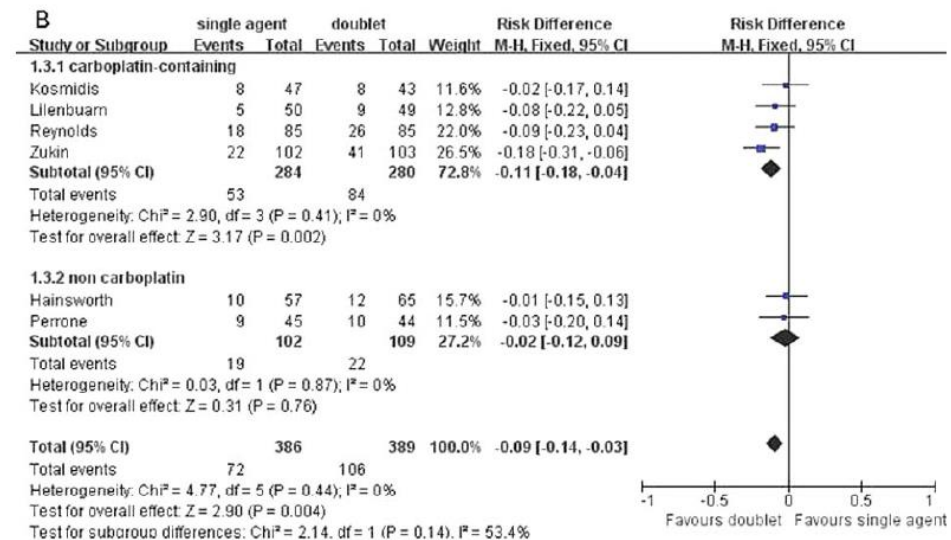 B
single agent doublet Risk Difference Risk Difference
Study or Subgroup Events Total Events Total Weight M-H, Fixed, 95% CI M-H, Fixed, 95% CI
1.3.1 carboplatin-containing
Kosmidis 8 47 8 43 11.6% -0.02 [-0.17, 0.14]
Lilenbuarn 5 50 9 49 12.8% -0.08 [-0.22, 0.05]
Reynolds 18 85 26 85 22.0% -0.09 [-0.23, 0.04]
Zukin 22 102 41 103 26.5% -0.18 [-0.31, -0.06]
Subtotal (95% CI) 284 280 72.8% -0.11 [-0.18, -0.04]
Total events 53 84
Heterogeneity: Chi² = 2.90, df = 3 (P = 0.41); I² = 0%
Test for overall effect: Z = 3.17 (P = 0.002)
1.3.2 non carboplatin
Hainsworth 10 57 12 65 15.7% -0.01 [-0.15, 0.13]
Perrone 9 45 10 44 11.5% -0.03 [-0.20, 0.14]
Subtotal (95% CI) 102 109 27.2% -0.02 [-0.12, 0.09]
Total events 19 22
Heterogeneity: Chi² = 0.03, df = 1 (P = 0.87); I² = 0%
Test for overall effect: Z = 0.31 (P = 0.76)
Total (95% CI) 386 389 100.0% -0.09 [-0.14, -0.03]
Total events 72 106
Heterogeneity: Chi² = 4.77, df = 5 (P = 0.44); I² = 0%
Test for overall effect: Z = 2.90 (P = 0.004)
Test for subgroup differences: Chi² = 2.14, df = 1 (P = 0.14), I² = 53.4%
-1 -0.5 0 0.5 1
Favours doublet Favours single agent